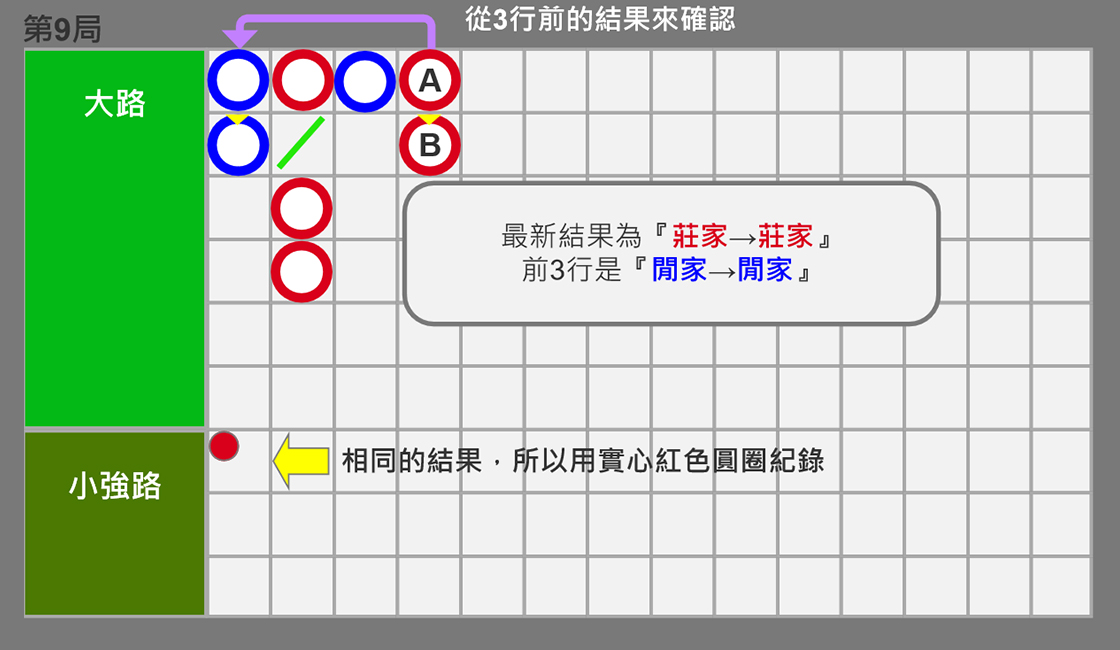 第9局
從3行前的結果來確認
大路
A
B
最新結果為『莊家→莊家』
前3行是『閒家→閒家』
小強路
相同的結果，所以用實心紅色圓圈紀錄